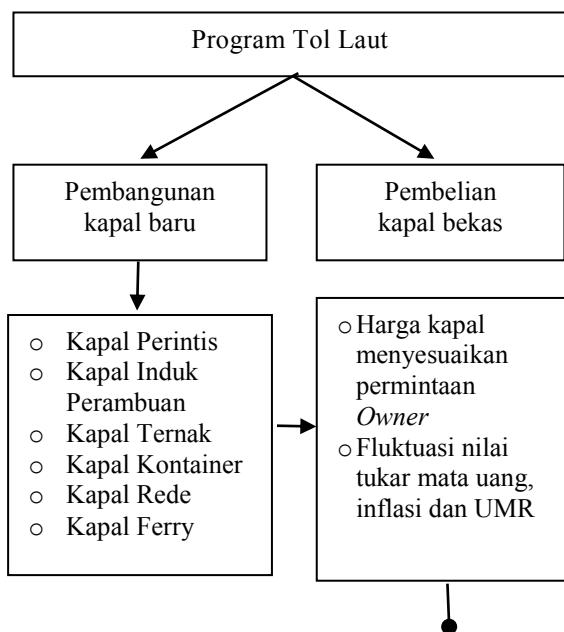 Program Tol Laut
Pembangunan
kapal baru
Pembelian
kapal bekas
o Kapal Perintis
o Kapal Induk
Perambuan
o Kapal Ternak
o Kapal Kontainer
o Kapal Rede
o Kapal Ferry
o Harga kapal
menyesuaikan
permintaan
Owner
o Fluktuasi nilai
tukar mata uang,
inflasi dan UMR